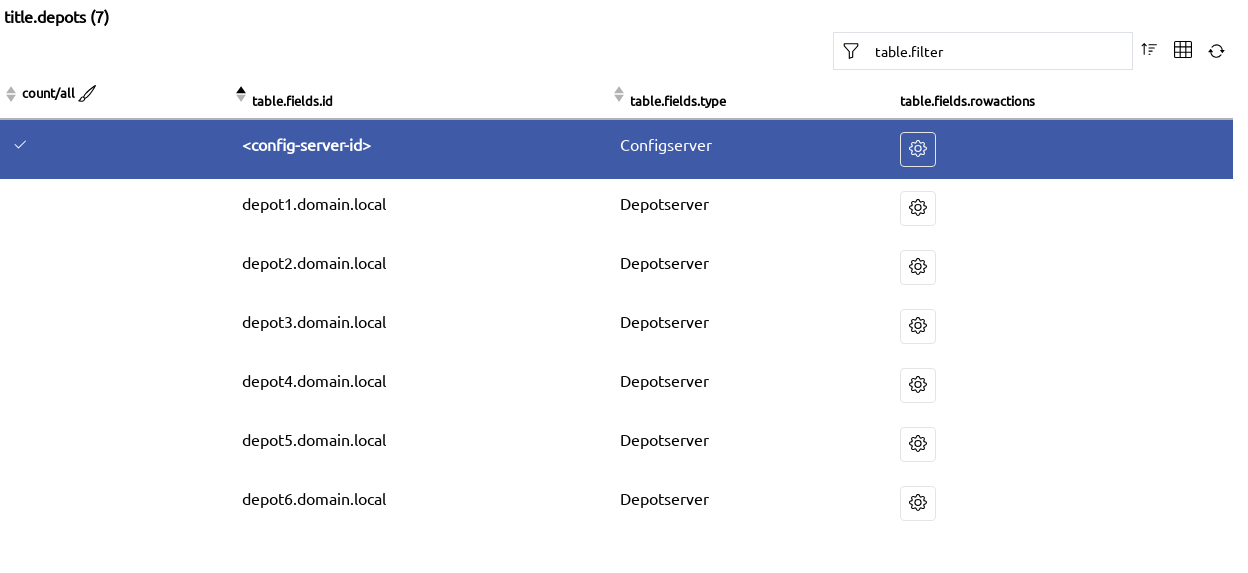 title.depots (7)
table.filter
count/all table.fields.id table.fields.type table.fields.rowactions
<config-server-id> Configserver
depot1.domain.local Depotserver
depot2.domain.local Depotserver
depot3.domain.local Depotserver
depot4.domain.local Depotserver
depot5.domain.local Depotserver
depot6.domain.local Depotserver